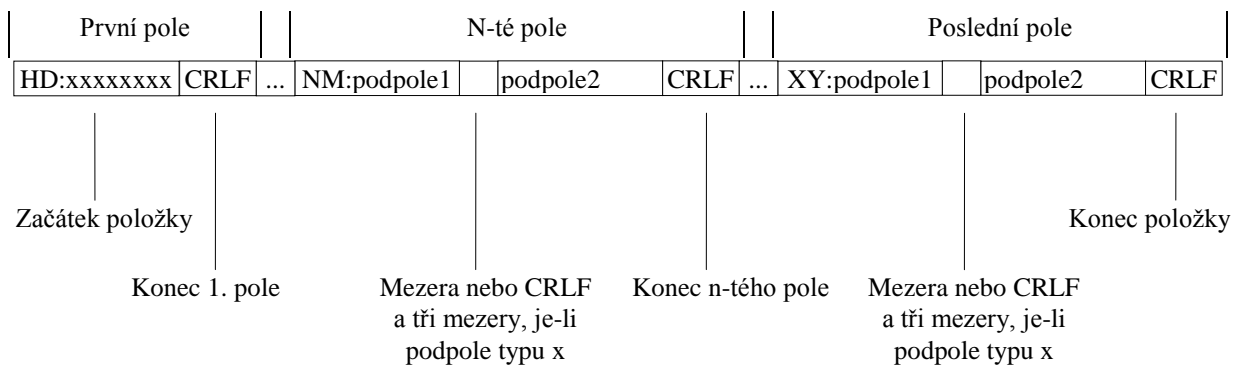 První pole N-té pole Poslední pole
HD:xxxxxxxx CRLF ... NM:podpole1 podpole2 CRLF ... XY:podpole1 podpole2 CRLF
Začátek položky Konec položky
Konec 1. pole Mezera nebo CRLF Konec n-tého pole Mezera nebo CRLF
a tři mezery, je-li a tři mezery, je-li
podpole typu x podpole typu x